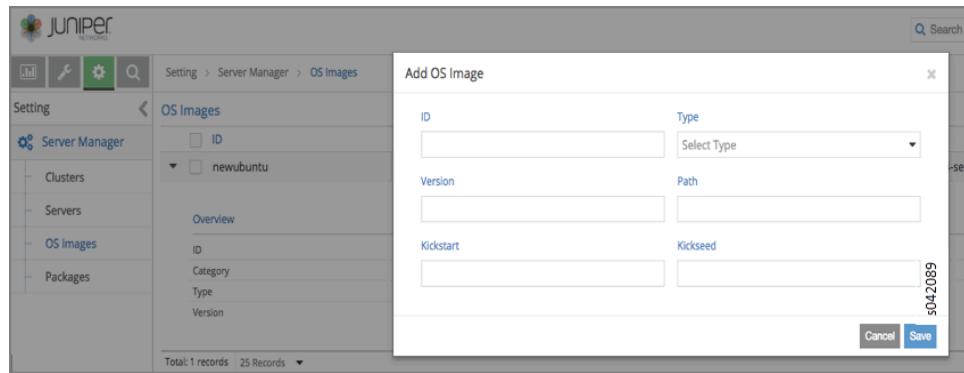 JUNIPER
NETWORKS
Search
Setting > Server Manager > OS Images
Add OS Image
Setting
OS Images
ID
Type
Server Manager
ID
Select Type
newubuntu
-se
Clusters
Version
Path
Servers
Overview
OS Images
ID
Kickstart
Kickseed
Packages
Category
Type
Version
s042089
Cancel
Save
Total: 1 records 25 Records